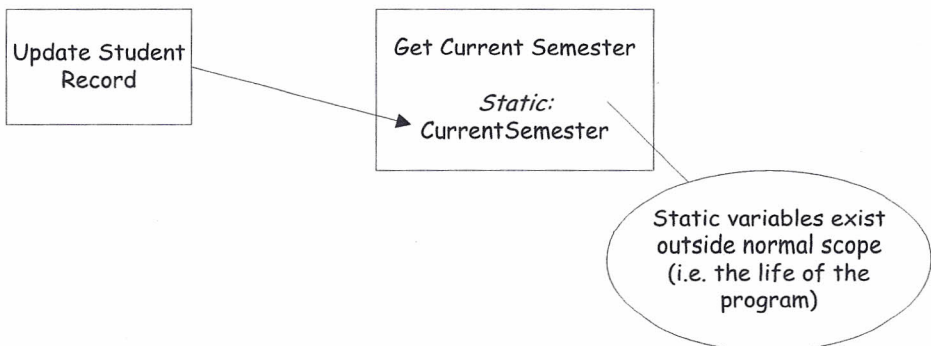 Update Student
Record
Get Current Semester
Static:
CurrentSemester
Static variables exist
outside normal scope
(i.e. the life of the
program)